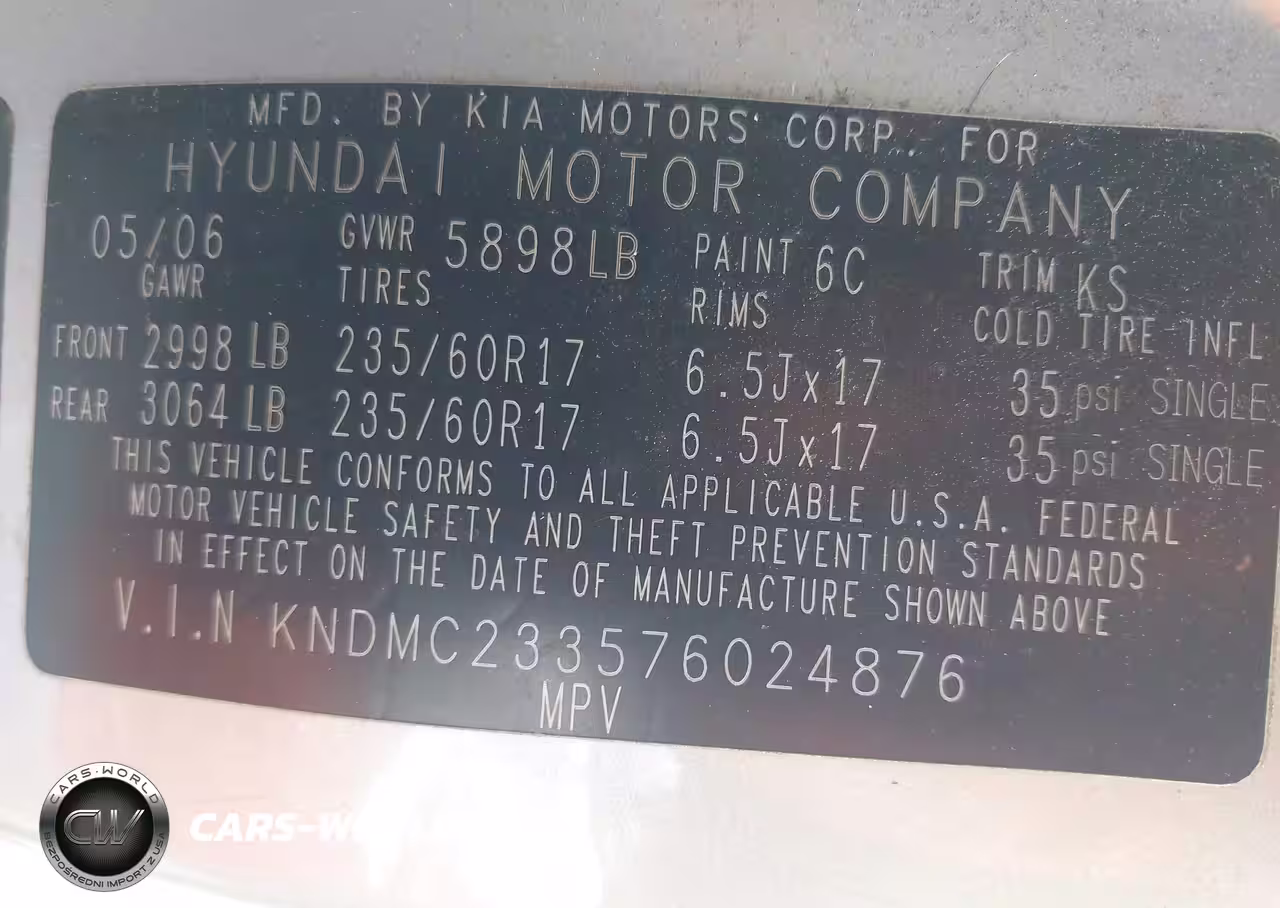 MFD. BY KIA MOTORS CORP. FOR
HYUNDAI MOTOR COMPANY
05/06 GVWR 5898LB PAINT 6C TRIM KS
GAWR TIRES RIMS COLD TIRE INFL
FRONT 2998 LB 235/60R17 6.5Jx17 35 psi SINGLE
REAR 3064 LB 235/60R17 6.5Jx17 35 psi SINGLE
THIS VEHICLE CONFORMS TO ALL APPLICABLE U.S.A. FEDERAL
MOTOR VEHICLE SAFETY AND THEFT PREVENTION STANDARDS
IN EFFECT ON THE DATE OF MANUFACTURE SHOWN ABOVE
V.I.N KNDMC233576024876
MPV
CARS-WORLD
CW
BEZPOŚREDNI IMPORT Z USA